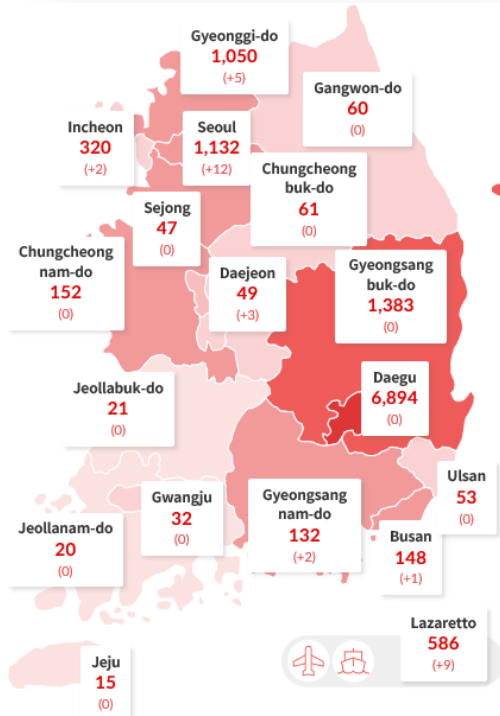 Gyeonggi-do
1,050
(+5)
Gangwon-do
60
(0)
Incheon
320
(+2)
Seoul
1,132
(+12)
Chungcheong
buk-do
61
(0)
Sejong
47
(0)
Chungcheong
nam-do
152
(0)
Daejeon
49
(+3)
Gyeongsang
buk-do
1,383
(0)
Daegu
6,894
(0)
Jeollabuk-do
21
(0)
Ulsan
53
(0)
Gwangju
32
(0)
Gyeongsang
nam-do
132
(+2)
Jeollanam-do
20
(0)
Busan
148
(+1)
Lazaretto
586
(+9)
Jeju
15
(0)